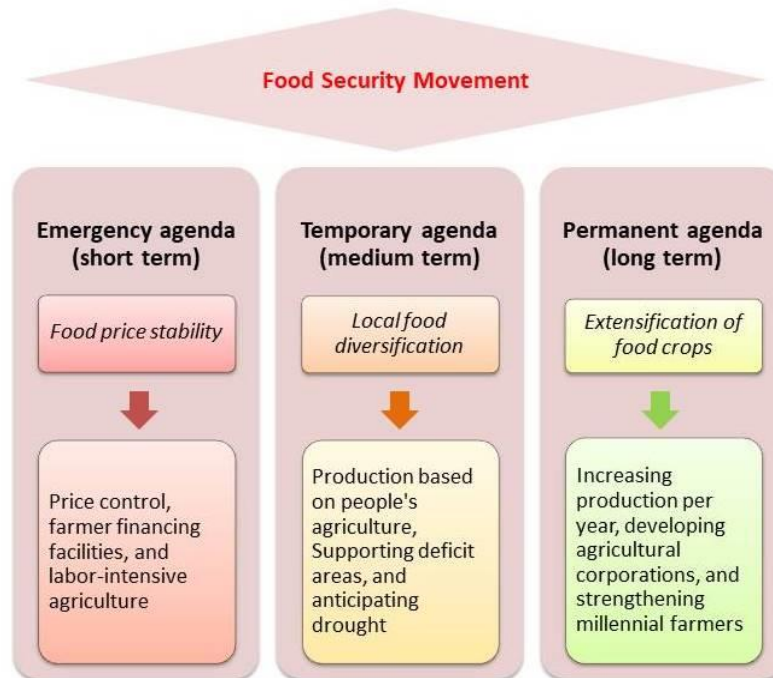 Food Security Movement
Emergency agenda
(short term)
Food price stability
Price control,
farmer financing
facilities, and
labor-intensive
agriculture
Temporary agenda
(medium term)
Local food
diversification
Production based
on people's
agriculture,
Supporting deficit
areas, and
anticipating
drought
Permanent agenda
(long term)
Extensification of
food crops
Increasing
production per
year, developing
agricultural
corporations, and
strengthening
millennial farmers